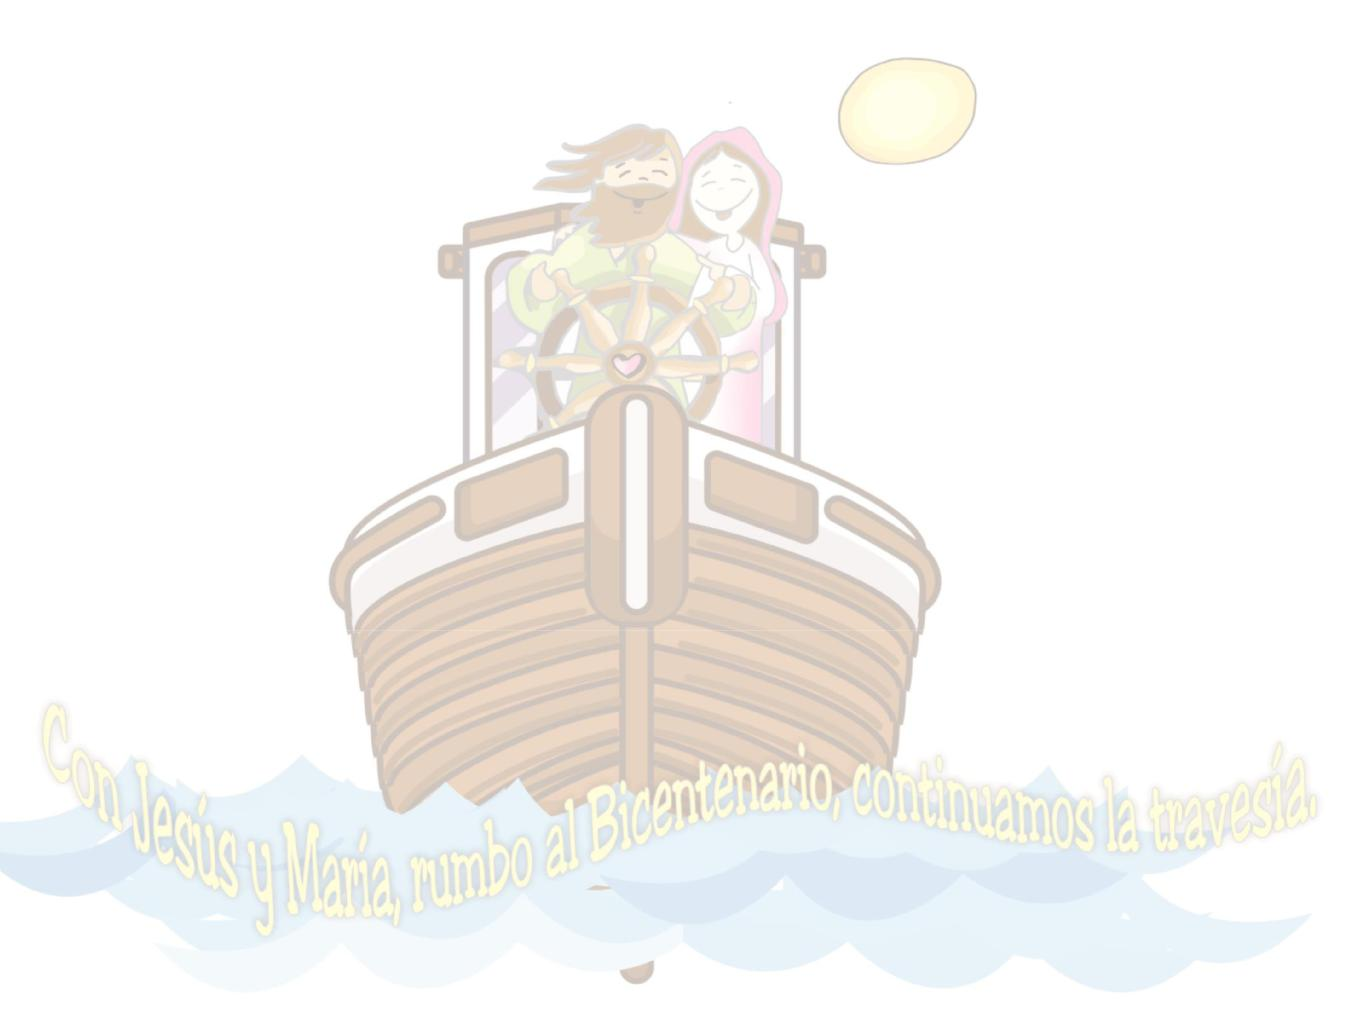 Con Jesús y María, rumbo al Bicentenario, continuamos la travesía.